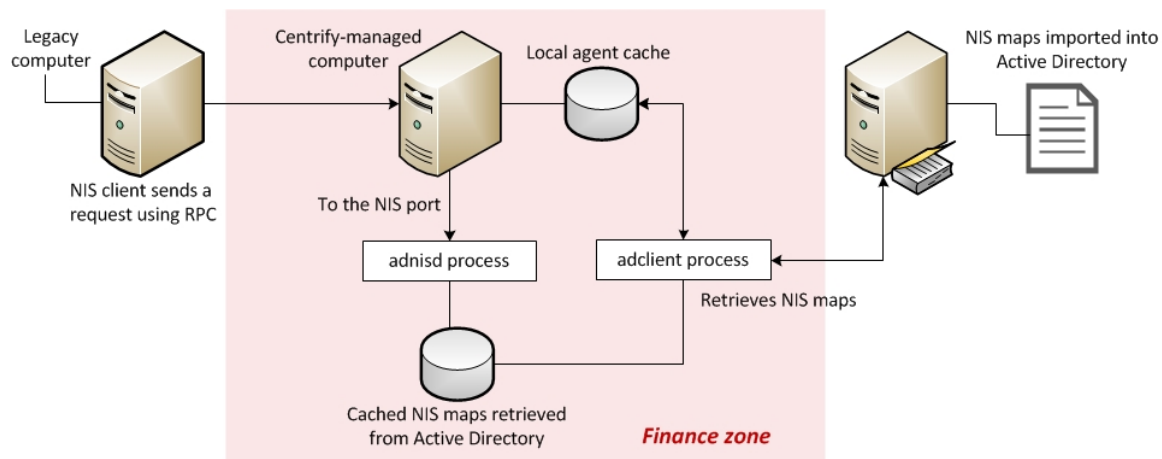 Legacy
computer
Centrify-managed
computer
Local agent cache
NIS maps imported into
Active Directory
NIS client sends a
request using RPC
To the NIS port
adnisd process
adclient process
Retrieves NIS maps
Cached NIS maps retrieved
from Active Directory
Finance zone